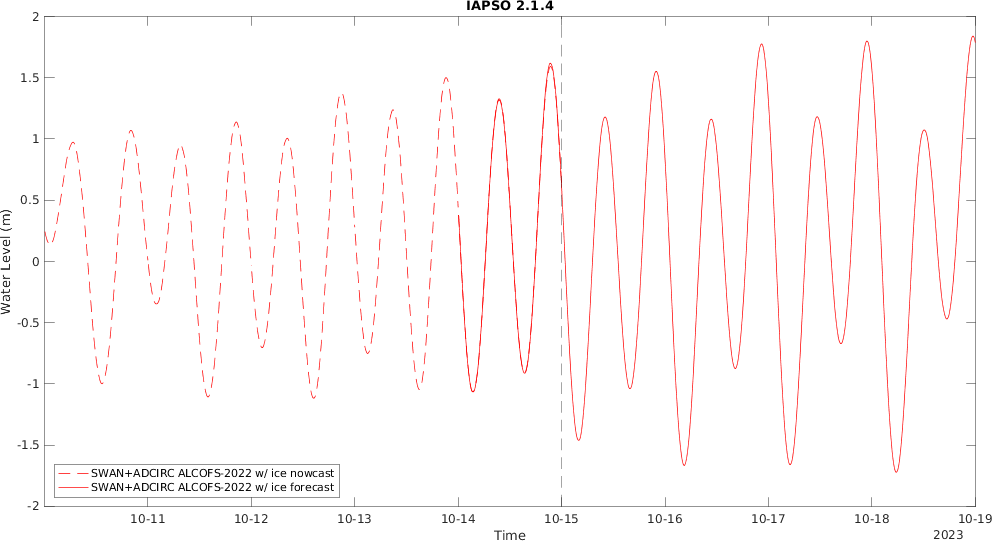 IAPSO 2.1.4
2
1.5
1
0.5
0
-0.5
-1
-1.5
-2
Water Level (m)
SWAN+ADCIRC ALCOFS-2022 w/ ice nowcast
SWAN+ADCIRC ALCOFS-2022 w/ ice forecast
10-11 10-12 10-13 10-14 10-15 10-16 10-17 10-18 10-19
Time
2023